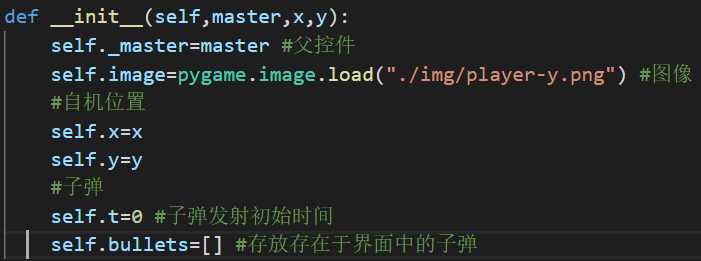 def __init__(self,master,x,y):
self._master=master #父控件
self.image=pygame.image.load("./img/player-y.png") #图像
#自机位置
self.x=x
self.y=y
#子弹
self.t=0 #子弹发射初始时间
self.bullets=[] #存放存在于界面中的子弹